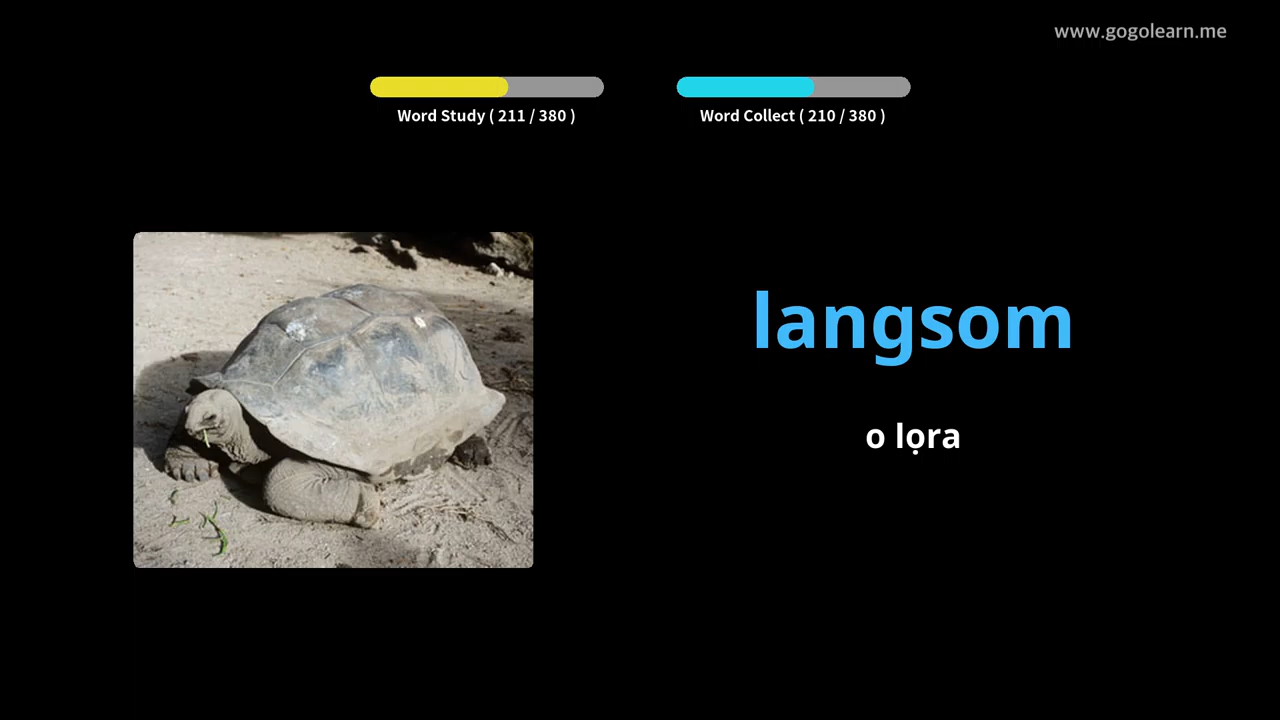 www.gogolearn.me
Word Study ( 211 / 380 )
Word Collect ( 210 / 380 )
langsom
o lọra